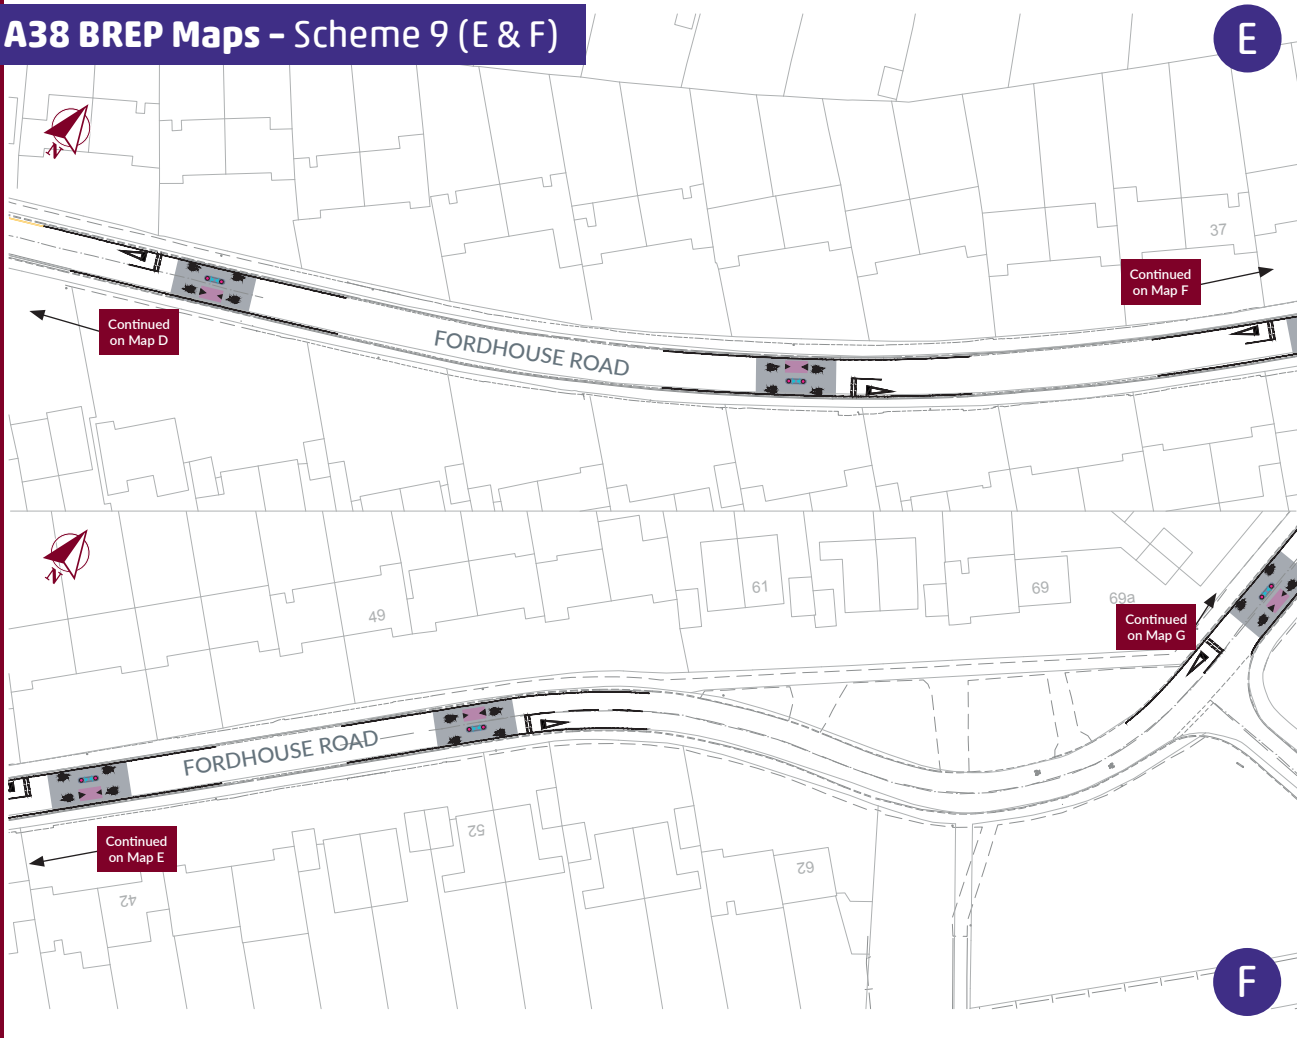 A38 BREP Maps – Scheme 9 (E & F)
E
N
37
Continued
on Map F
Continued
on Map D
FORDHOUSE ROAD
N
61
69
69a
49
Continued
on Map G
FORDHOUSE ROAD
52
Continued
on Map E
62
42
F